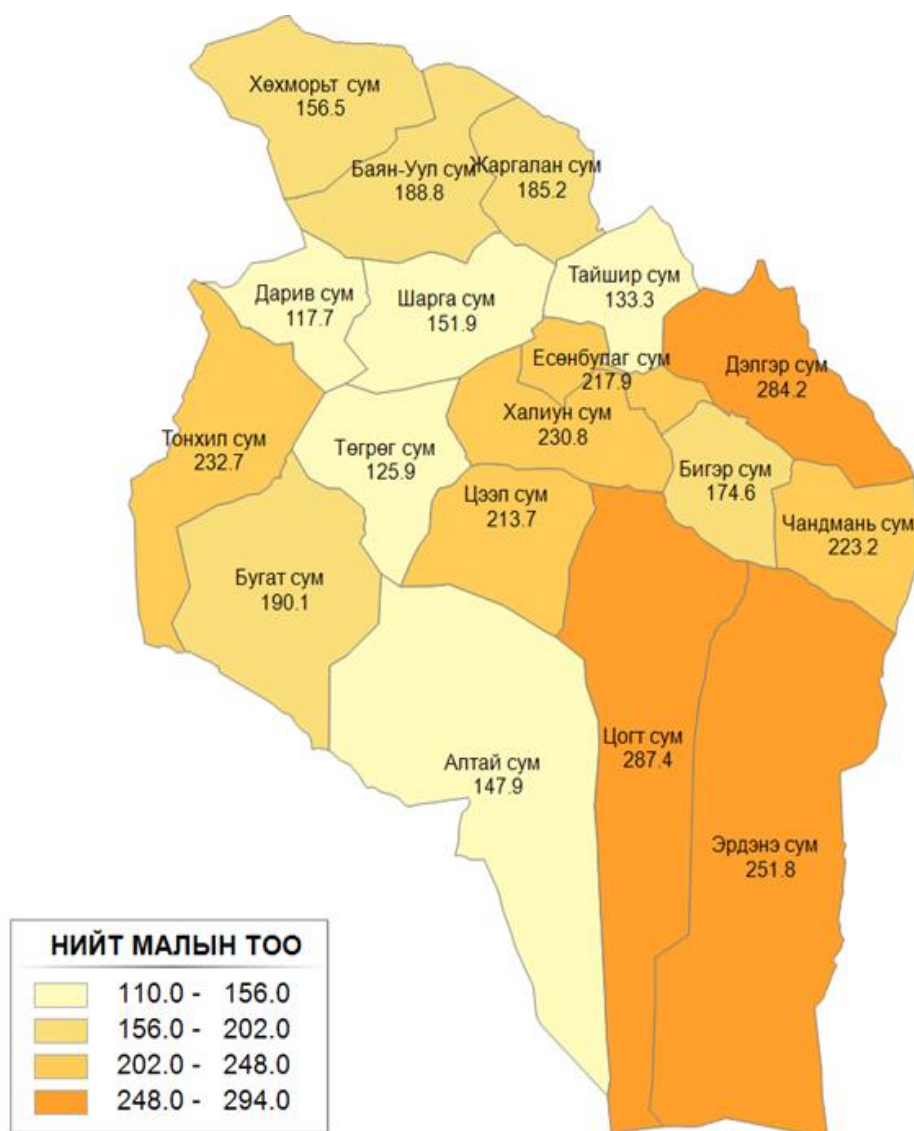 Хөхморьт сум
156.5
Баян-Уул сум
188.8
Жаргалан сум
185.2
Тайшир сум
133.3
Дарив сум
117.7
Шарга сум
151.9
Есөнбулаг сум
217.9
Дэлгэр сум
284.2
Халиун сум
230.8
Тонхил сум
232.7
Төгрөг сум
125.9
Бигэр сум
174.6
Цээл сум
213.7
Чандмань сум
223.2
Бугат сум
190.1
Цогт сум
287.4
Алтай сум
147.9
Эрдэнэ сум
251.8
НИЙТ МАЛЫН ТОО
110.0 - 156.0
156.0 - 202.0
202.0 - 248.0
248.0 - 294.0